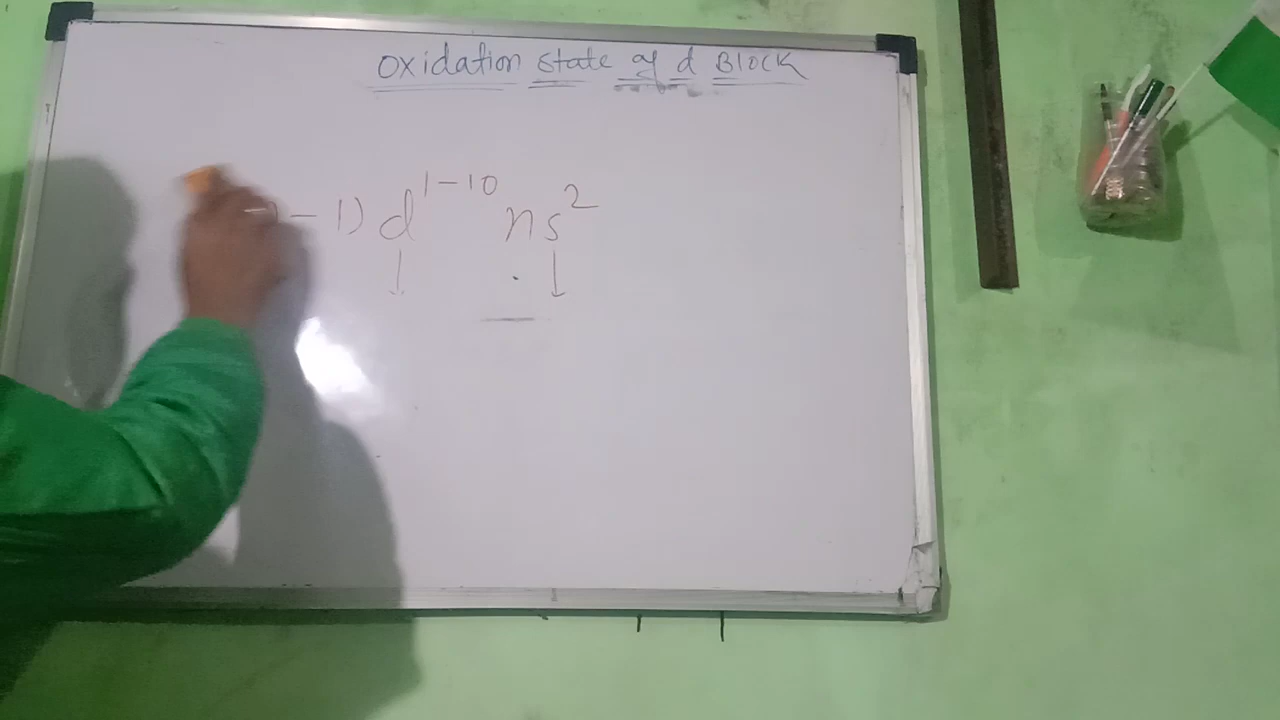 Oxidation state of d BLOCK
- 1) d 1-10 ns 2